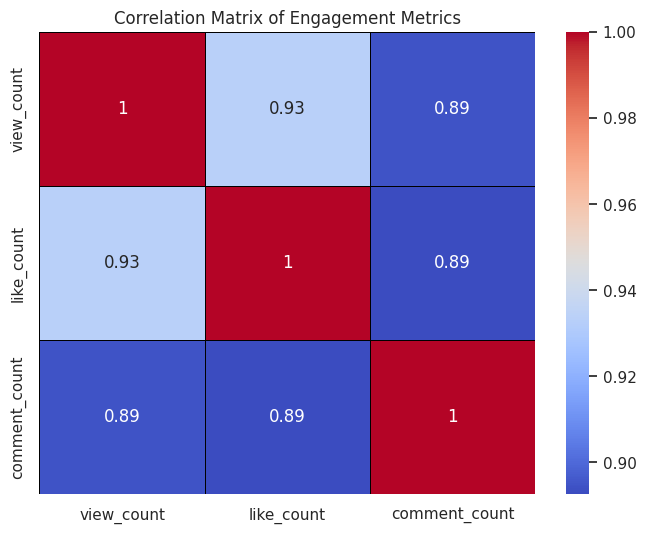 Correlation Matrix of Engagement Metrics
view_count
like_count
comment_count
1
0.93
0.89
0.93
1
0.89
0.89
0.89
1
view_count
like_count
comment_count
1.00
0.98
0.96
0.94
0.92
0.90